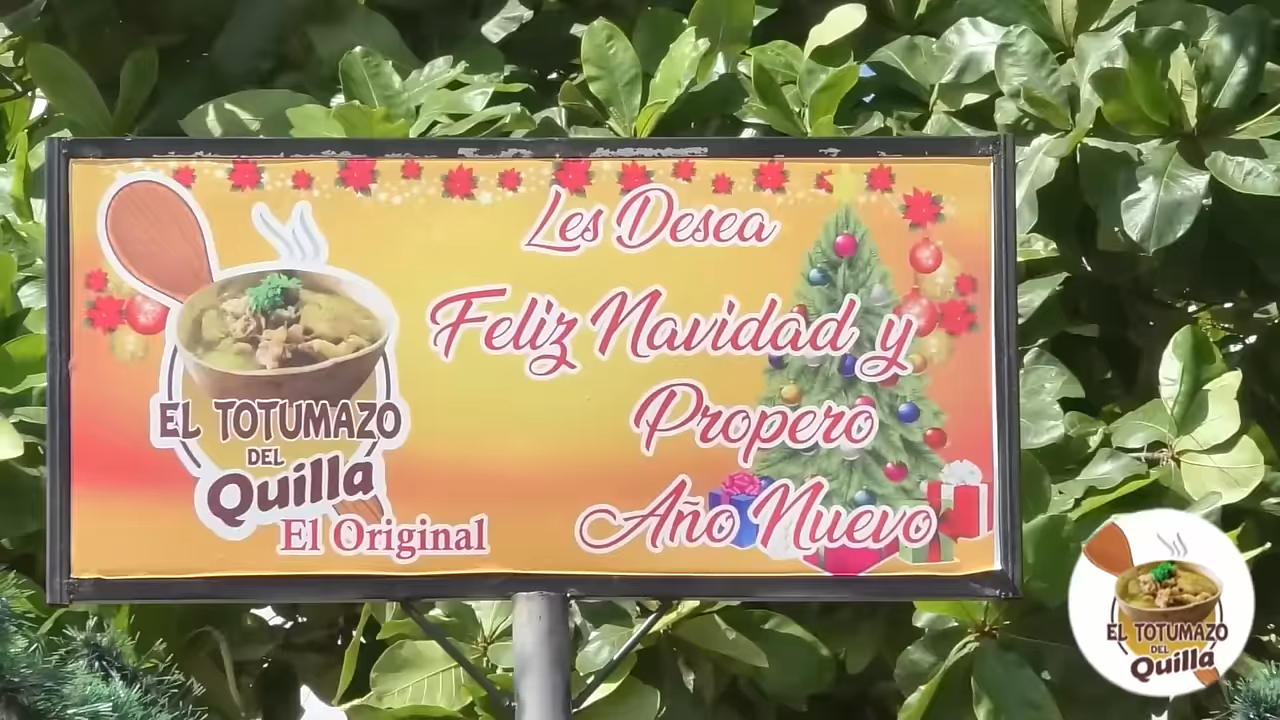 Les Desea
Feliz Navidad y
Propero
Año Nuevo
EL TOTUMAZO
DEL
Quilla
El Original
EL TOTUMAZO
DEL
Quilla